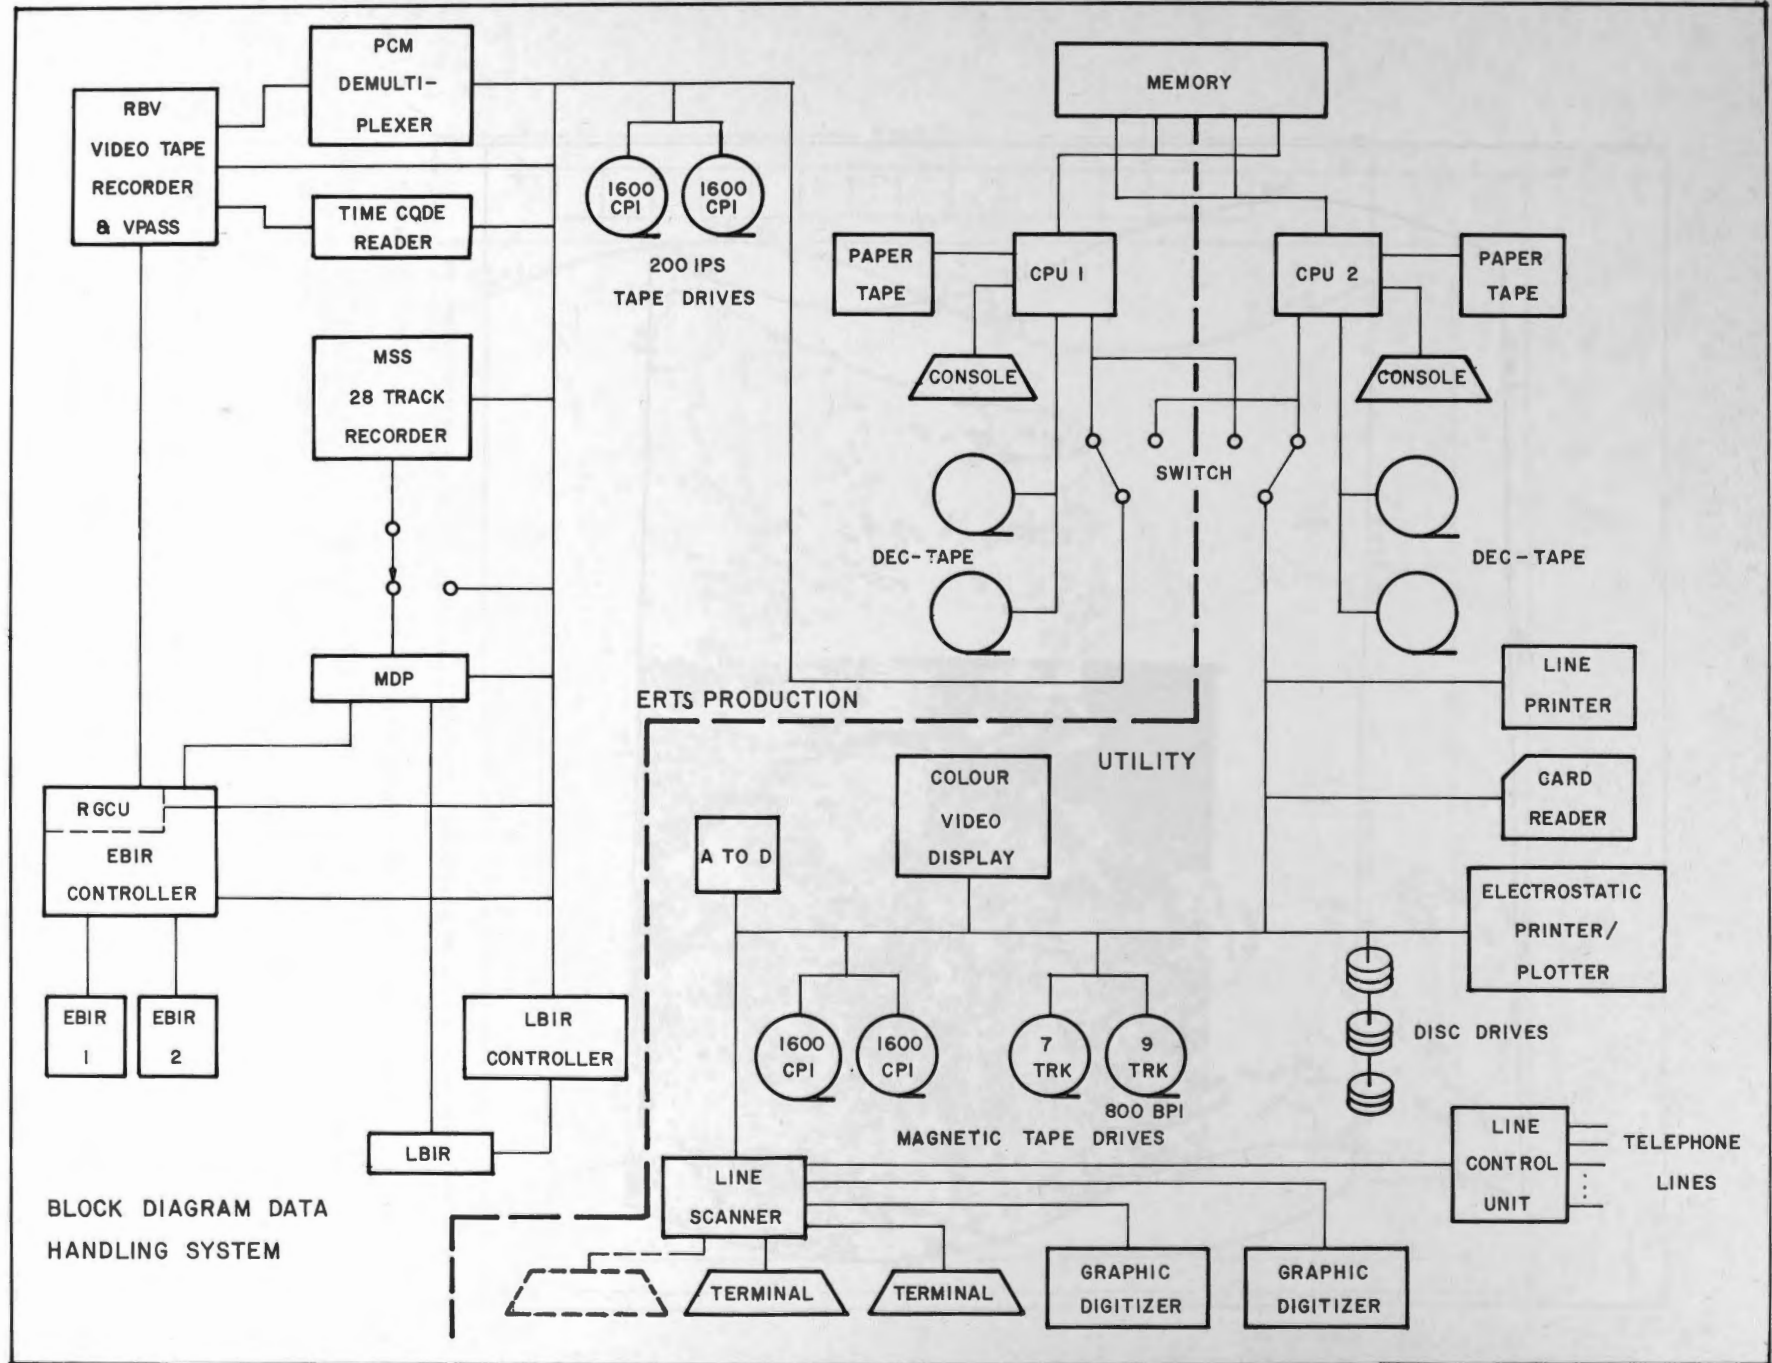 PCM
DEMULTI-
PLEXER
RBV
VIDEO TAPE
RECORDER
& VPASS
TIME CODE
READER
1600
CPI
1600
CPI
200 IPS
TAPE DRIVES
MEMORY
PAPER
TAPE
CPU 1
CPU 2
PAPER
TAPE
CONSOLE
CONSOLE
MSS
28 TRACK
RECORDER
SWITCH
DEC-TAPE
DEC-TAPE
MDP
LINE
PRINTER
ERTS PRODUCTION
UTILITY
COLOUR
VIDEO
DISPLAY
CARD
READER
RGCU
EBIR
CONTROLLER
A TO D
ELECTROSTATIC
PRINTER/
PLOTTER
EBIR
1
EBIR
2
LBIR
CONTROLLER
1600
CPI
1600
CPI
7
TRK
9
TRK
800 BPI
MAGNETIC TAPE DRIVES
DISC DRIVES
LBIR
LINE
SCANNER
LINE
CONTROL
UNIT
TELEPHONE
LINES
BLOCK DIAGRAM DATA
HANDLING SYSTEM
TERMINAL
TERMINAL
GRAPHIC
DIGITIZER
GRAPHIC
DIGITIZER